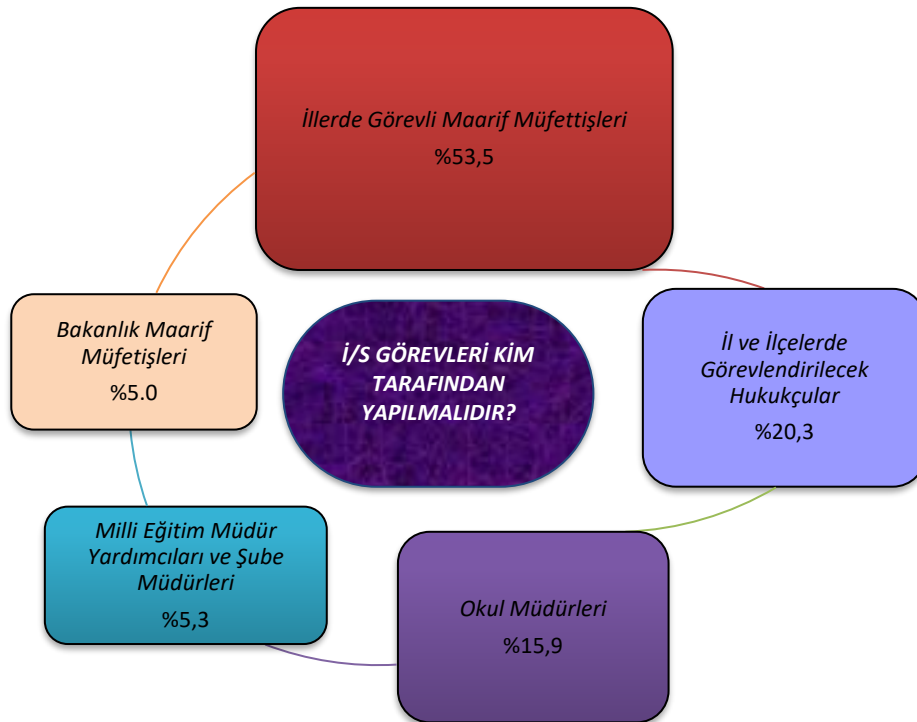 İllerde Görevli Maarif Müfettişleri
%53,5
Bakanlık Maarif
Müfetişleri
%5.0
İ/S GÖREVLERİ KİM
TARAFINDAN
YAPILMALIDIR?
İl ve İlçelerde
Görevlendirilecek
Hukukçular
%20,3
Milli Eğitim Müdür
Yardımcıları ve Şube
Müdürleri
%5,3
Okul Müdürleri
%15,9